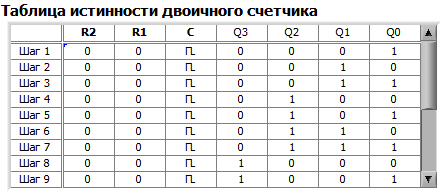 Таблица истинности двоичного счетчика
R2 R1 C Q3 Q2 Q1 Q0
Шаг 1 0 0 ⎍ 0 0 0 1
Шаг 2 0 0 ⎍ 0 0 1 0
Шаг 3 0 0 ⎍ 0 0 1 1
Шаг 4 0 0 ⎍ 0 1 0 0
Шаг 5 0 0 ⎍ 0 1 0 1
Шаг 6 0 0 ⎍ 0 1 1 0
Шаг 7 0 0 ⎍ 0 1 1 1
Шаг 8 0 0 ⎍ 1 0 0 0
Шаг 9 0 0 ⎍ 1 0 0 1